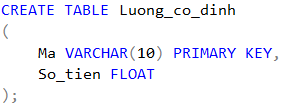 CREATE TABLE Luong_co_dinh
(
    Ma VARCHAR(10) PRIMARY KEY,
    So_tien FLOAT
);